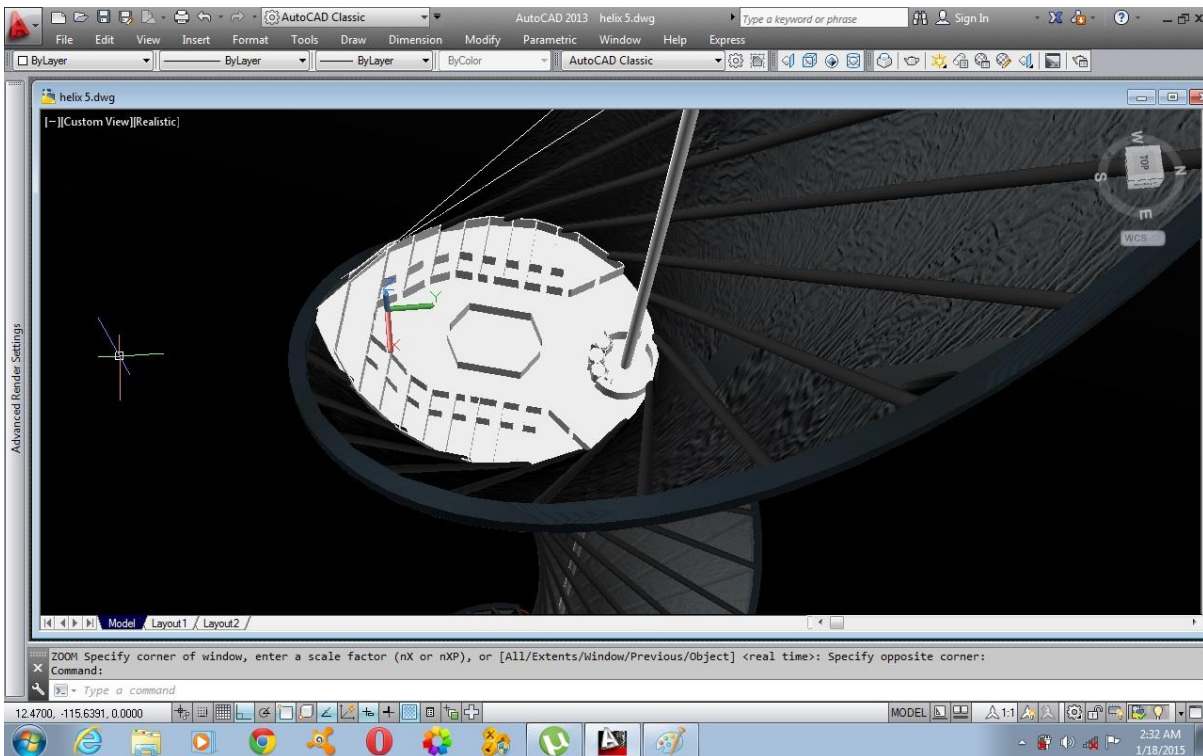 AutoCAD Classic
AutoCAD 2013 helix 5.dwg
Type a keyword or phrase
Sign In
File Edit View Insert Format Tools Draw Dimension Modify Parametric Window Help Express
ByLayer ByLayer ByLayer ByColor AutoCAD Classic
helix 5.dwg
[–][Custom View][Realistic]
W
TOP
S N
E
WCS
Y
X
Advanced Render Settings
Model Layout1 Layout2
ZOOM Specify corner of window, enter a scale factor (nX or nXP), or [All/Extents/Window/Previous/Object] <real time>: Specify opposite corner:
Command:
Type a command
12.4700, -115.6391, 0.0000
MODEL
1:1
2:32 AM
1/18/2015